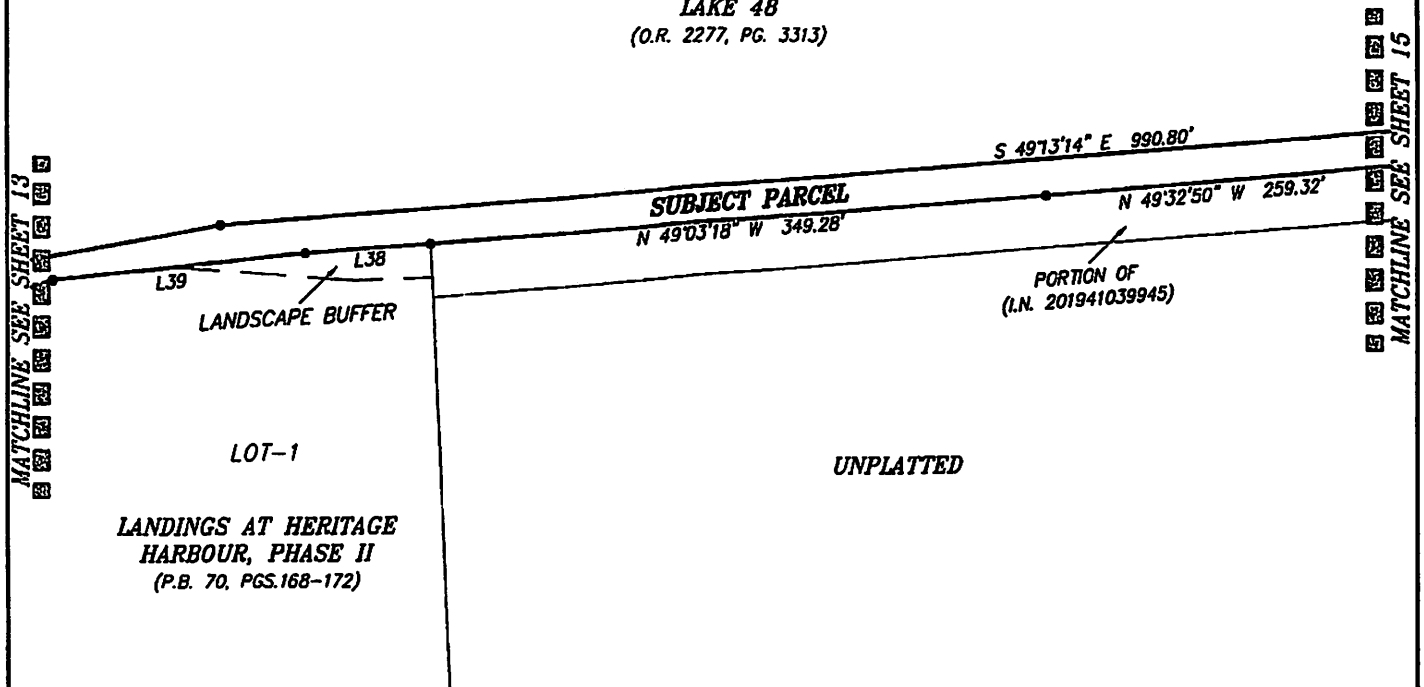 LAKE 48
(O.R. 2277, PG. 3313)
MATCHLINE SEE SHEET 15
S 49°13'14" E 990.80'
MATCHLINE SEE SHEET 13
SUBJECT PARCEL
N 49°32'50" W 259.32'
N 49°03'18" W 349.28'
L38
L39
PORTION OF
(I.N. 201941039945)
LANDSCAPE BUFFER
LOT-1
UNPLATTED
LANDINGS AT HERITAGE
HARBOUR, PHASE II
(P.B. 70, PGS.168-172)